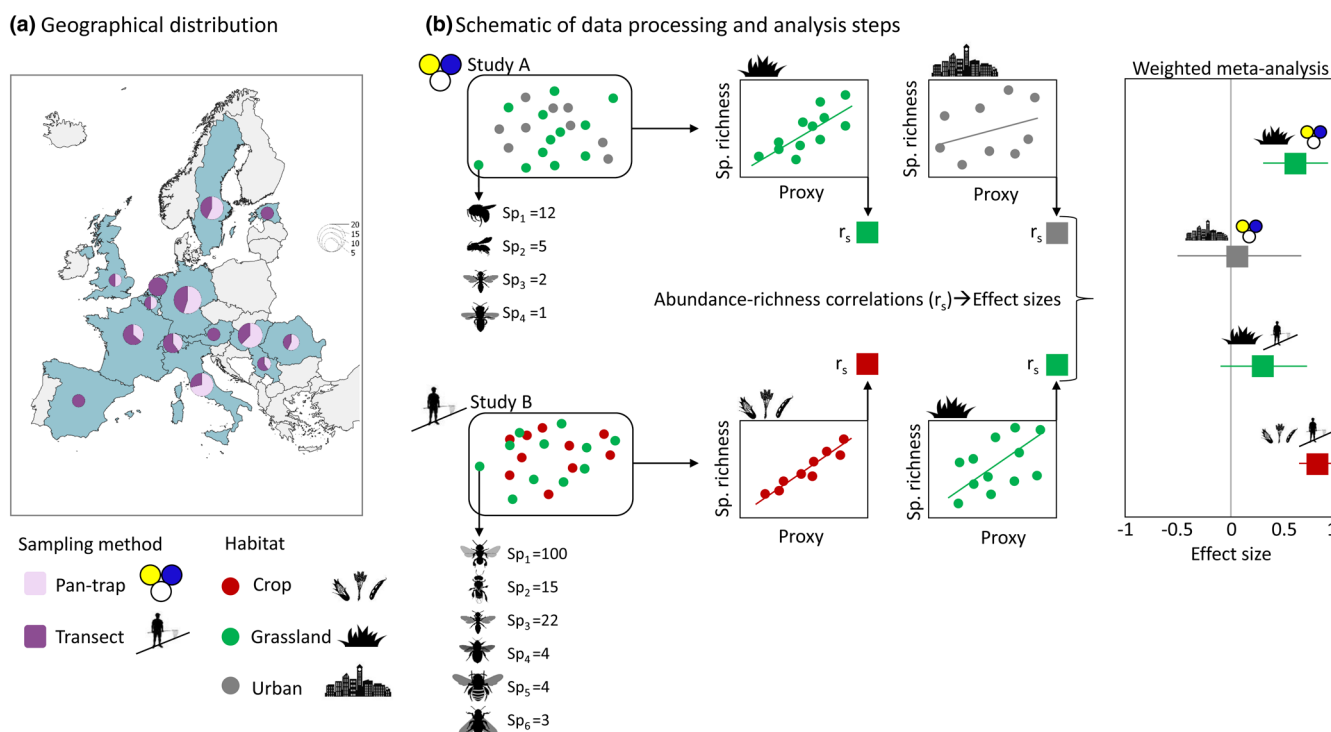 (a) Geographical distribution
20
15
10
5
Sampling method
Pan-trap
Transect
Habitat
Crop
Grassland
Urban
(b) Schematic of data processing and analysis steps
Study A
Sp1 =12
Sp2 =5
Sp3 =2
Sp4 =1
Sp. richness
Proxy
Sp. richness
Proxy
rs
rs
Abundance-richness correlations (rs)→Effect sizes
rs
rs
Study B
Sp1 =100
Sp2 =15
Sp3 =22
Sp4 =4
Sp5 =4
Sp6 =3
Sp. richness
Proxy
Sp. richness
Proxy
Weighted meta-analysis
-1 -0.5 0 0.5 1
Effect size